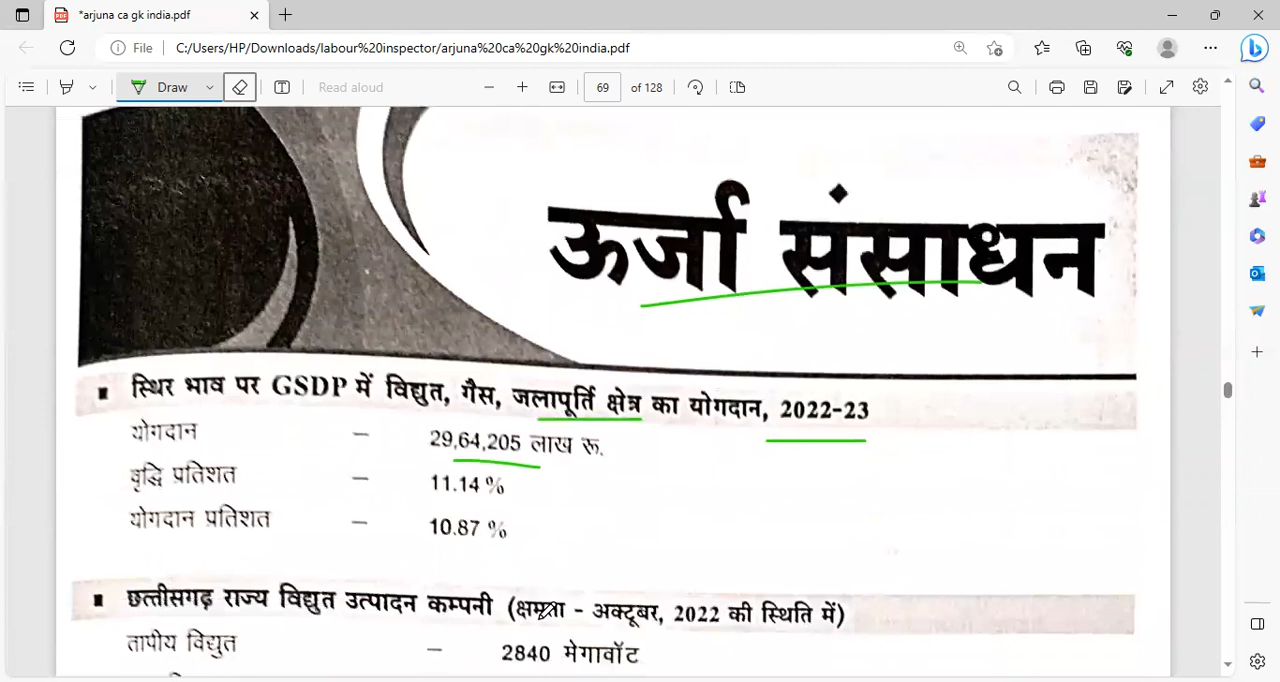 *arjuna ca gk india.pdf
File
C:/Users/HP/Downloads/labour%20inspector/arjuna%20ca%20gk%20india.pdf
Draw
Read aloud
69
of 128
ऊर्जा संसाधन
स्थिर भाव पर GSDP में विद्युत, गैस, जलापूर्ति क्षेत्र का योगदान, 2022-23
योगदान – 29,64,205 लाख रू.
वृद्धि प्रतिशत – 11.14 %
योगदान प्रतिशत – 10.87 %
छत्तीसगढ़ राज्य विद्युत उत्पादन कम्पनी (क्षमता - अक्टूबर, 2022 की स्थिति में)
तापीय विद्युत – 2840 मेगावॉट